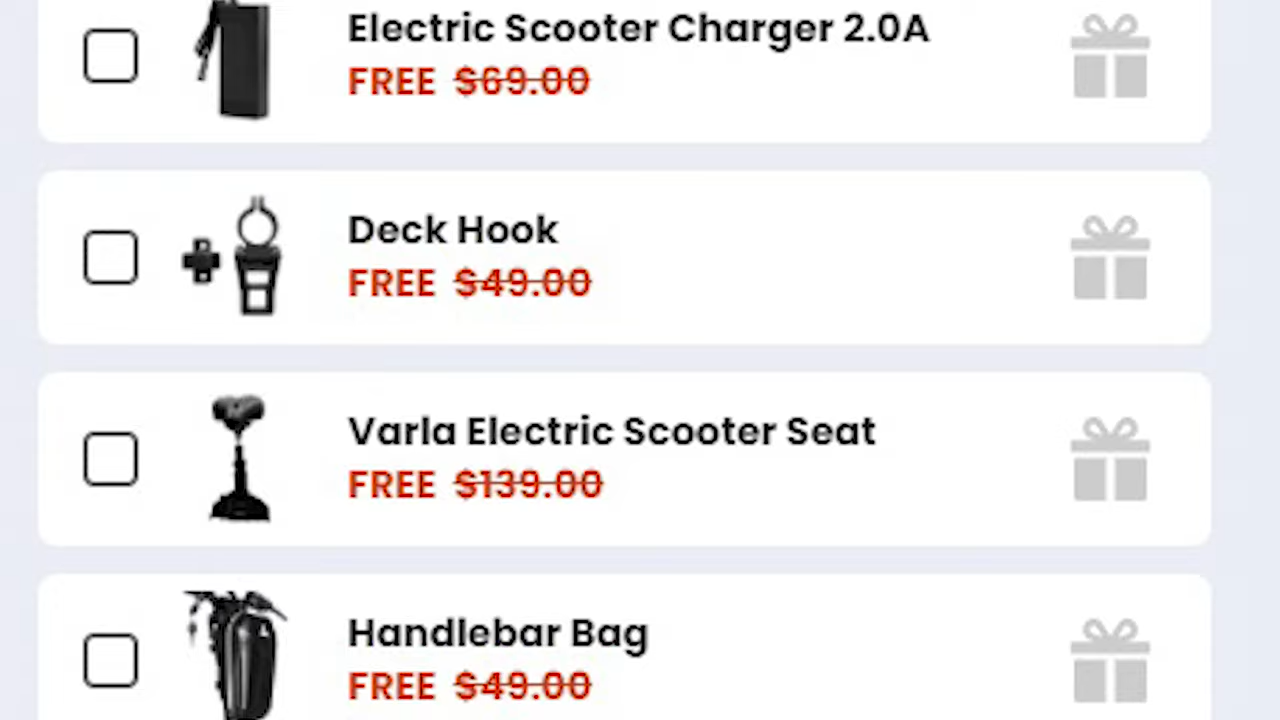 Electric Scooter Charger 2.0A
FREE $69.00
Deck Hook
FREE $49.00
Varla Electric Scooter Seat
FREE $139.00
Handlebar Bag
FREE $49.00